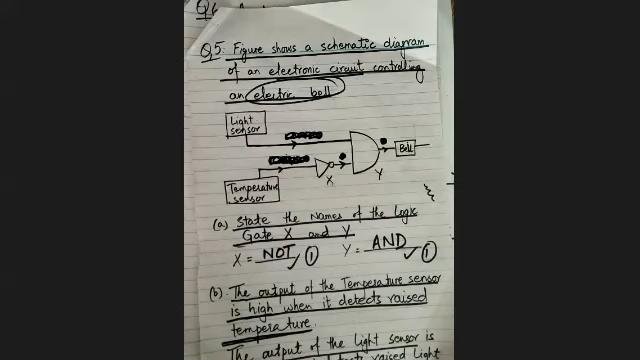 Q5. Figure shows a schematic diagram
of an electronic circuit controlling
an electric bell
Light
sensor
Bell
X
Y
Temperature
sensor
(a) State the Names of the Logic
Gate X and Y
X = NOT ✓ ① Y = AND ✓ ①
(b). The output of the Temperature sensor
is high when it detects raised
temperature.
The output of the Light sensor is
raised Light